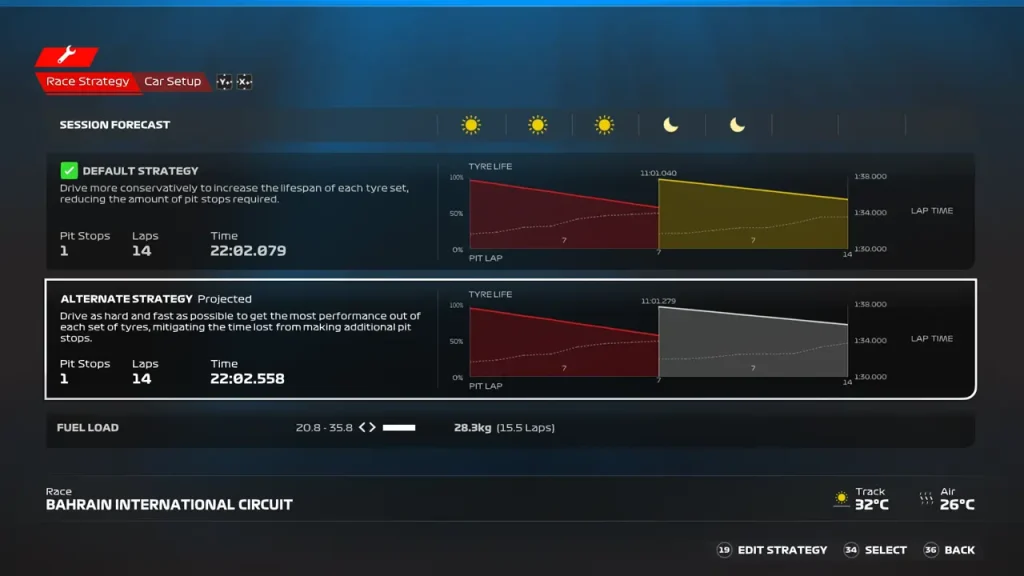 Race Strategy Car Setup Y X
SESSION FORECAST
DEFAULT STRATEGY
Drive more conservatively to increase the lifespan of each tyre set,
reducing the amount of pit stops required.
Pit Stops Laps Time
1 14 22:02.079
TYRE LIFE
100%
50%
0%
PIT LAP
11:01.040
7
7
7
14
1:38.000
1:34.000
1:30.000
LAP TIME
ALTERNATE STRATEGY Projected
Drive as hard and fast as possible to get the most performance out of
each set of tyres, mitigating the time lost from making additional pit
stops.
Pit Stops Laps Time
1 14 22:02.558
TYRE LIFE
100%
50%
0%
PIT LAP
11:01.279
7
7
7
14
1:38.000
1:34.000
1:30.000
LAP TIME
FUEL LOAD 20.8 - 35.8 < > 28.3kg (15.5 Laps)
Race
BAHRAIN INTERNATIONAL CIRCUIT
Track
32°C
Air
26°C
19 EDIT STRATEGY 34 SELECT 36 BACK